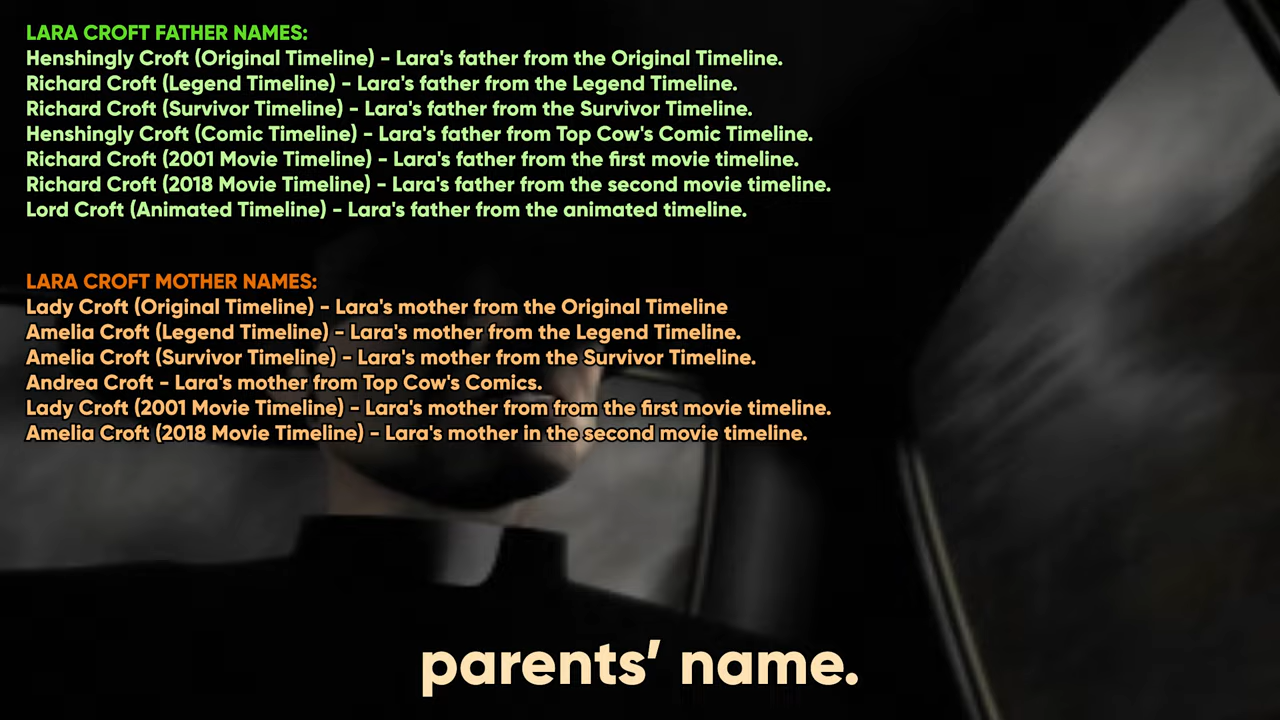 LARA CROFT FATHER NAMES:
Henshingly Croft (Original Timeline) - Lara's father from the Original Timeline.
Richard Croft (Legend Timeline) - Lara's father from the Legend Timeline.
Richard Croft (Survivor Timeline) - Lara's father from the Survivor Timeline.
Henshingly Croft (Comic Timeline) - Lara's father from Top Cow's Comic Timeline.
Richard Croft (2001 Movie Timeline) - Lara's father from the first movie timeline.
Richard Croft (2018 Movie Timeline) - Lara's father from the second movie timeline.
Lord Croft (Animated Timeline) - Lara's father from the animated timeline.
LARA CROFT MOTHER NAMES:
Lady Croft (Original Timeline) - Lara's mother from the Original Timeline
Amelia Croft (Legend Timeline) - Lara's mother from the Legend Timeline.
Amelia Croft (Survivor Timeline) - Lara's mother from the Survivor Timeline.
Andrea Croft - Lara's mother from Top Cow's Comics.
Lady Croft (2001 Movie Timeline) - Lara's mother from from the first movie timeline.
Amelia Croft (2018 Movie Timeline) - Lara's mother in the second movie timeline.
parents’ name.